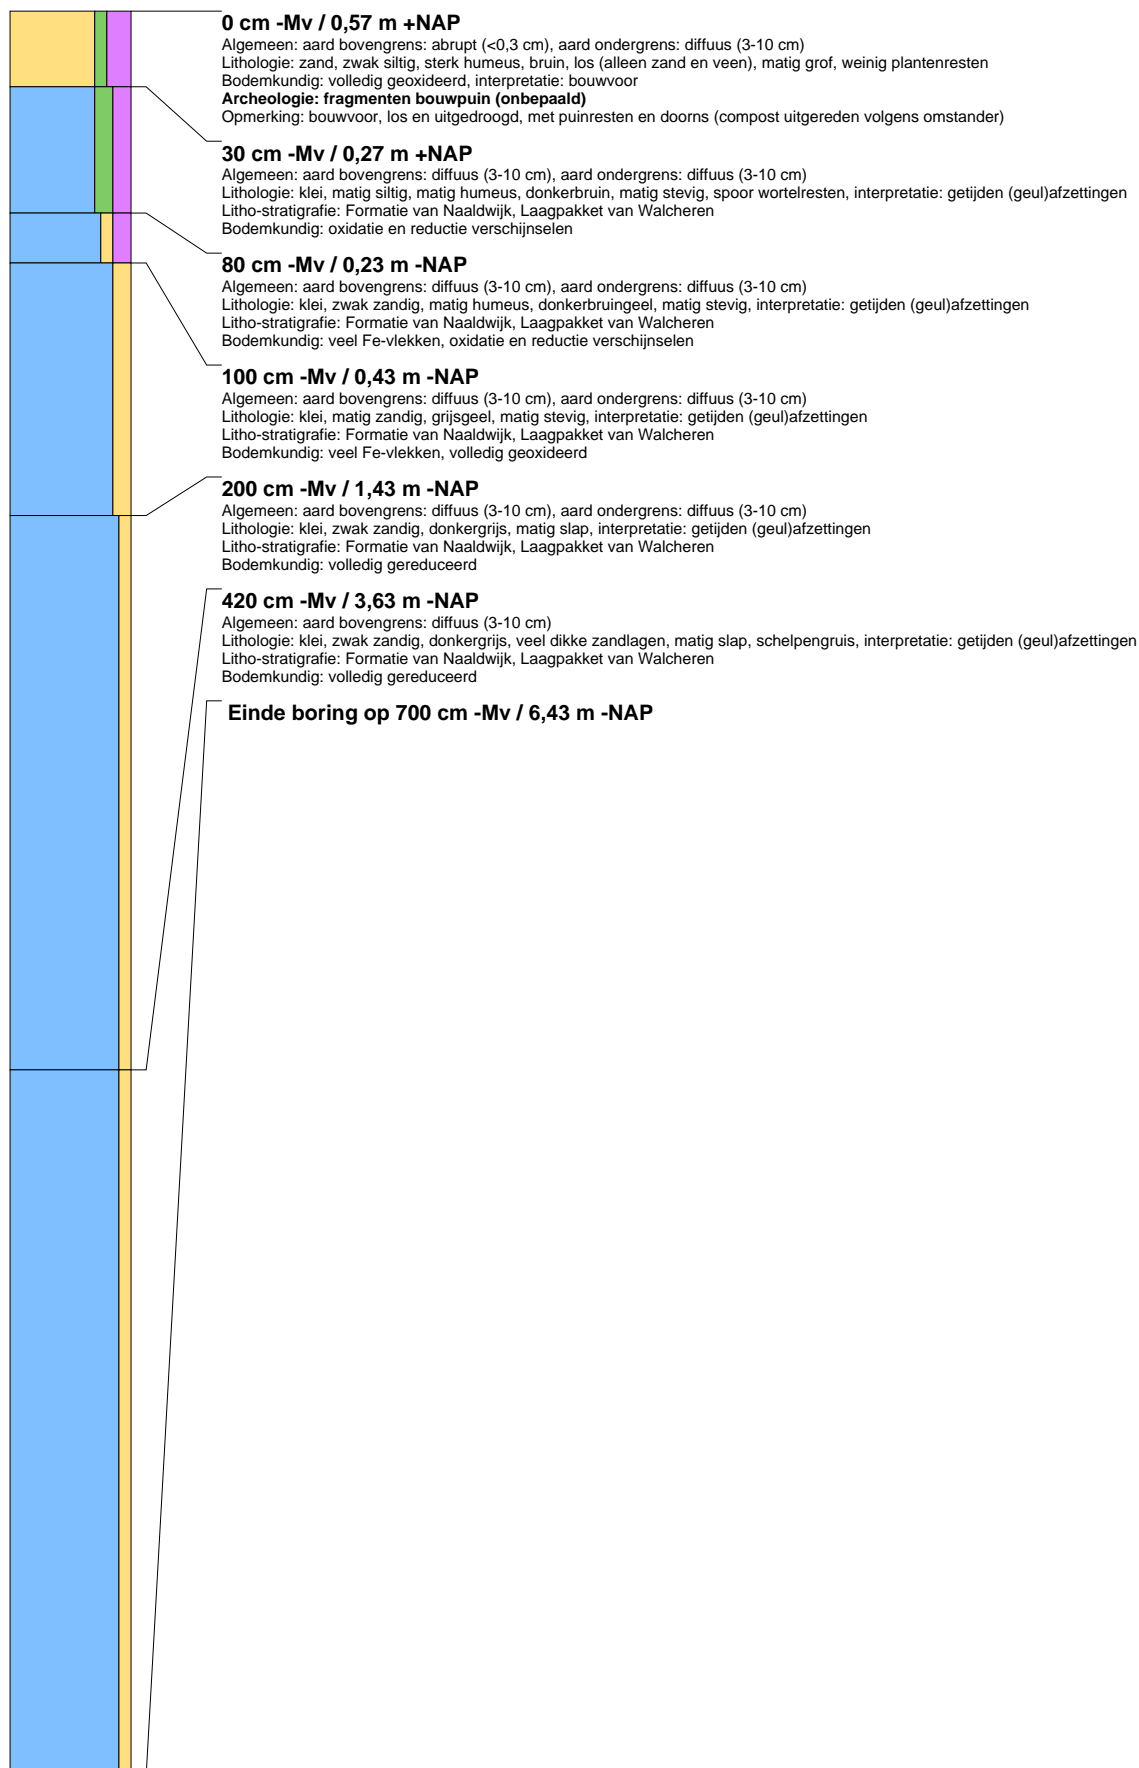 0 cm -Mv / 0,57 m +NAP
Algemeen: aard bovengrens: abrupt (<0,3 cm), aard ondergrens: diffuus (3-10 cm)
Lithologie: zand, zwak siltig, sterk humeus, bruin, los (alleen zand en veen), matig grof, weinig plantenresten
Bodemkundig: volledig geoxideerd, interpretatie: bouwvoor
Archeologie: fragmenten bouwpuin (onbepaald)
Opmerking: bouwvoor, los en uitgedroogd, met puinresten en doorns (compost uitgereden volgens omstander)
30 cm -Mv / 0,27 m +NAP
Algemeen: aard bovengrens: diffuus (3-10 cm), aard ondergrens: diffuus (3-10 cm)
Lithologie: klei, matig siltig, matig humeus, donkerbruin, matig stevig, spoor wortelresten, interpretatie: getijden (geul)afzettingen
Litho-stratigrafie: Formatie van Naaldwijk, Laagpakket van Walcheren
Bodemkundig: oxidatie en reductie verschijnselen
80 cm -Mv / 0,23 m -NAP
Algemeen: aard bovengrens: diffuus (3-10 cm), aard ondergrens: diffuus (3-10 cm)
Lithologie: klei, zwak zandig, matig humeus, donkerbruingeel, matig stevig, interpretatie: getijden (geul)afzettingen
Litho-stratigrafie: Formatie van Naaldwijk, Laagpakket van Walcheren
Bodemkundig: veel Fe-vlekken, oxidatie en reductie verschijnselen
100 cm -Mv / 0,43 m -NAP
Algemeen: aard bovengrens: diffuus (3-10 cm), aard ondergrens: diffuus (3-10 cm)
Lithologie: klei, matig zandig, grijsgeel, matig stevig, interpretatie: getijden (geul)afzettingen
Litho-stratigrafie: Formatie van Naaldwijk, Laagpakket van Walcheren
Bodemkundig: veel Fe-vlekken, volledig geoxideerd
200 cm -Mv / 1,43 m -NAP
Algemeen: aard bovengrens: diffuus (3-10 cm), aard ondergrens: diffuus (3-10 cm)
Lithologie: klei, zwak zandig, donkergrijs, matig slap, interpretatie: getijden (geul)afzettingen
Litho-stratigrafie: Formatie van Naaldwijk, Laagpakket van Walcheren
Bodemkundig: volledig gereduceerd
420 cm -Mv / 3,63 m -NAP
Algemeen: aard bovengrens: diffuus (3-10 cm)
Lithologie: klei, zwak zandig, donkergrijs, veel dikke zandlagen, matig slap, schelpengruis, interpretatie: getijden (geul)afzettingen
Litho-stratigrafie: Formatie van Naaldwijk, Laagpakket van Walcheren
Bodemkundig: volledig gereduceerd
Einde boring op 700 cm -Mv / 6,43 m -NAP